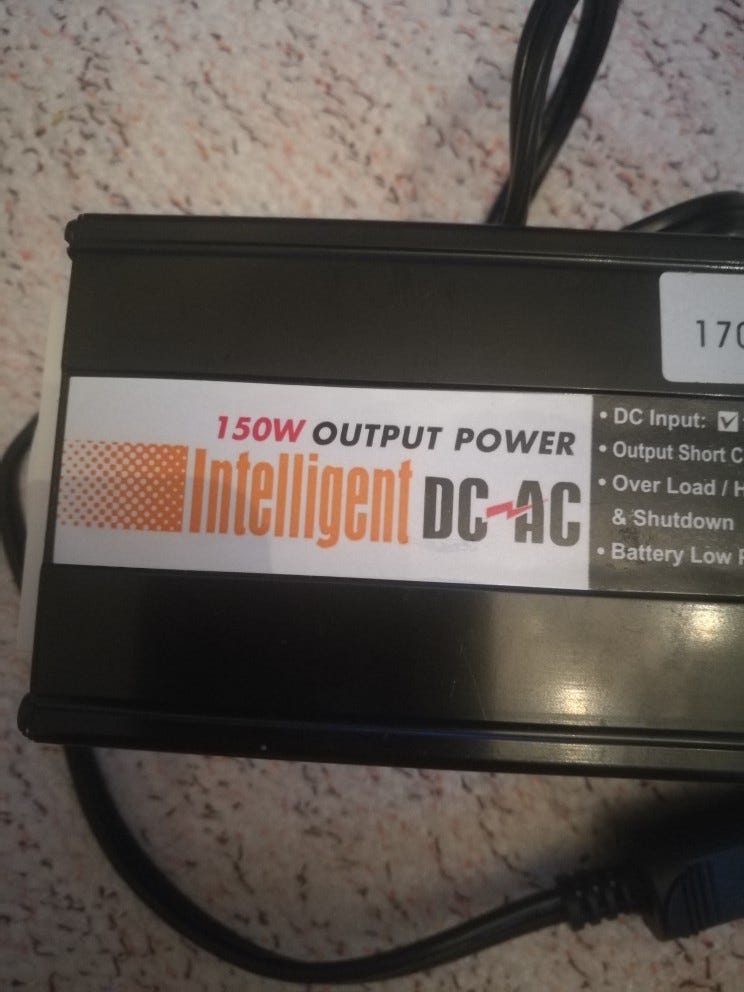 170
150W OUTPUT POWER
Intelligent DC AC
• DC Input: ☑
• Output Short C
• Over Load / H
& Shutdown
• Battery Low